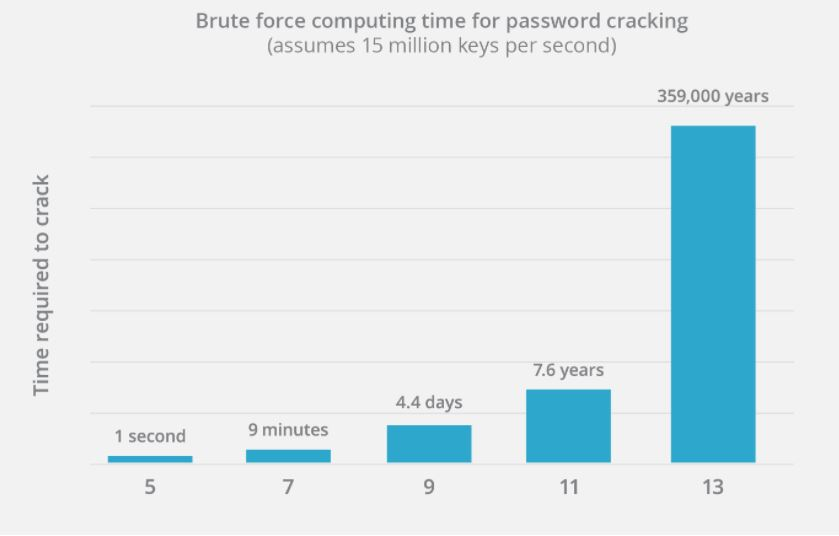 Brute force computing time for password cracking
(assumes 15 million keys per second)
359,000 years
7.6 years
4.4 days
9 minutes
1 second
Time required to crack
5 7 9 11 13